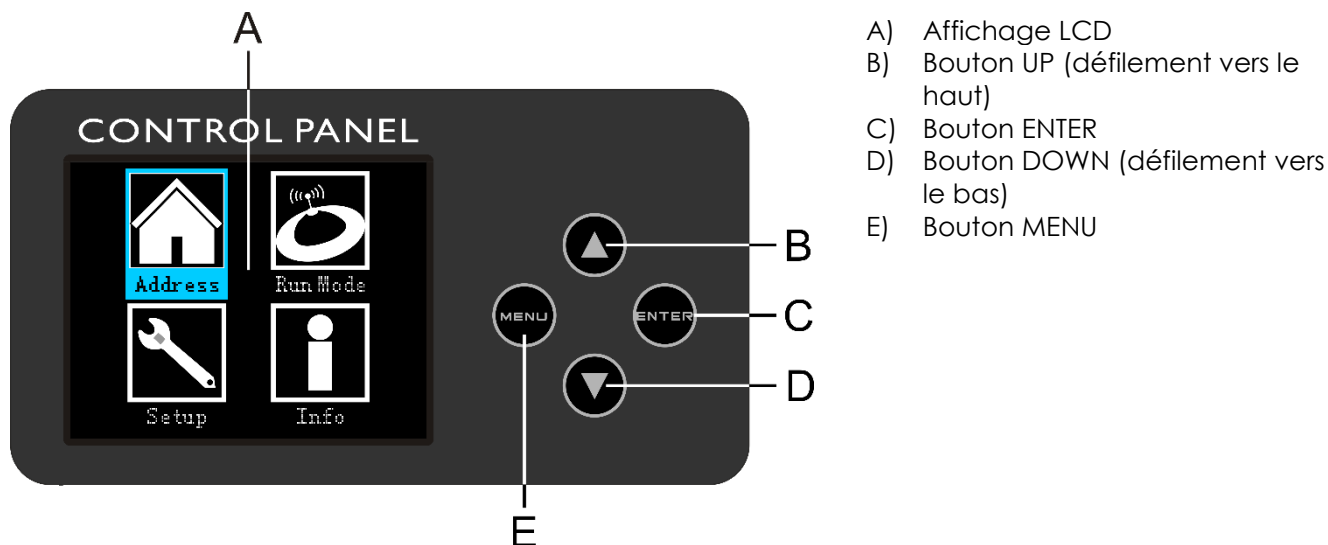 A
CONTROL PANEL
Address
Run Mode
Setup
Info
MENU
ENTER
B
C
D
E
A) Affichage LCD
B) Bouton UP (défilement vers le
haut)
C) Bouton ENTER
D) Bouton DOWN (défilement vers
le bas)
E) Bouton MENU